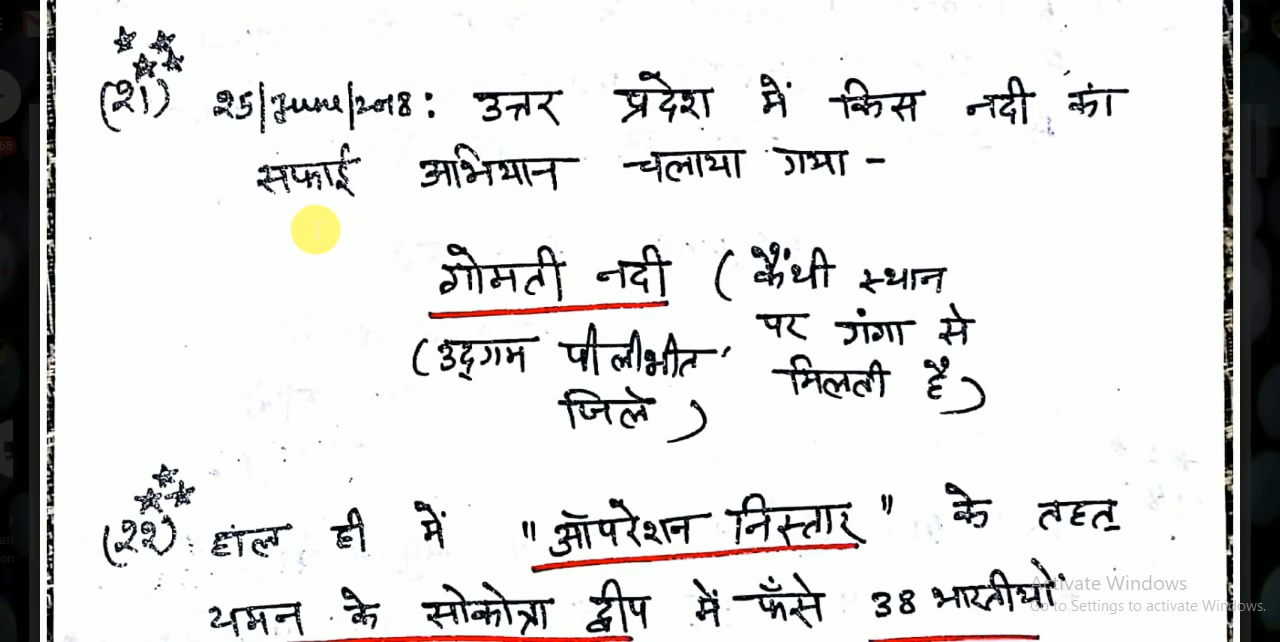 (21) 25/June/2018: उत्तर प्रदेश में किस नदी का
सफाई अभियान चलाया गया -
गोमती नदी (कैथी स्थान
पर गंगा से
मिलती है)
(उद्गम पीलीभीत
जिले)
(22) हाल ही में "ऑपरेशन निस्तार" के तहत
यमन के सोकोत्रा द्वीप में फँसे 38 भारतीयों
Activate Windows
Go to Settings to activate Windows.